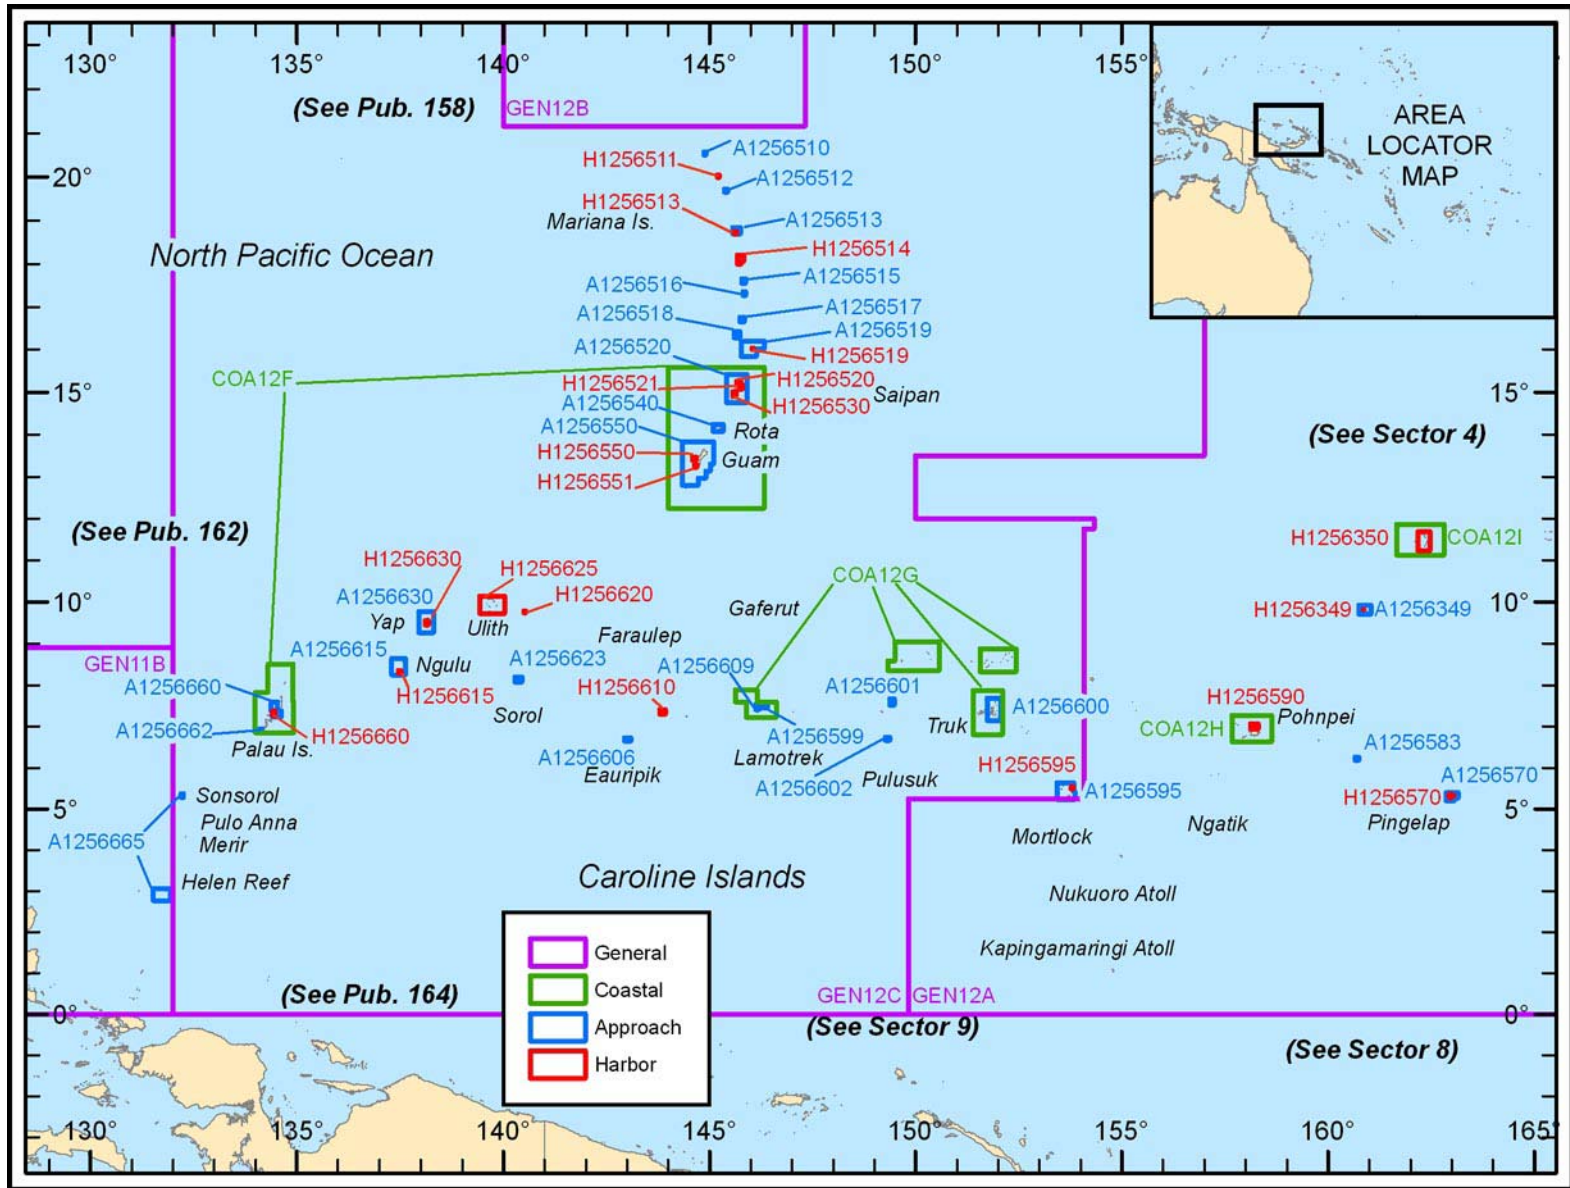 130°
135°
140°
145°
150°
155°
(See Pub. 158)
GEN12B
AREA
LOCATOR
MAP
A1256510
H1256511
20°
A1256512
H1256513
Mariana Is.
A1256513
North Pacific Ocean
H1256514
A1256515
A1256516
A1256517
A1256518
A1256519
A1256520
H1256519
COA12F
H1256521
H1256520
15°
Saipan
15°
A1256540
H1256530
A1256550
Rota
(See Sector 4)
H1256550
Guam
H1256551
(See Pub. 162)
H1256350
COA12I
H1256630
H1256625
COA12G
A1256630
H1256620
10°
Gaferut
10°
H1256349
A1256349
Yap
Ulith
Faraulep
A1256615
Ngulu
A1256623
A1256609
GEN11B
A1256660
H1256615
H1256610
A1256601
H1256590
Sorol
A1256600
Pohnpei
A1256662
Palau Is.
H1256660
A1256599
Truk
COA12H
A1256606
Lamotrek
A1256583
Eauripik
A1256602
Pulusuk
H1256595
A1256595
A1256570
Sonsorol
H1256570
5°
5°
Pulo Anna
Merir
Mortlock
Ngatik
Pingelap
A1256665
Helen Reef
Caroline Islands
Nukuoro Atoll
General
Kapingamaringi Atoll
Coastal
(See Pub. 164)
GEN12C
GEN12A
0°
0°
Approach
(See Sector 9)
(See Sector 8)
Harbor
130°
135°
140°
145°
150°
155°
160°
165°